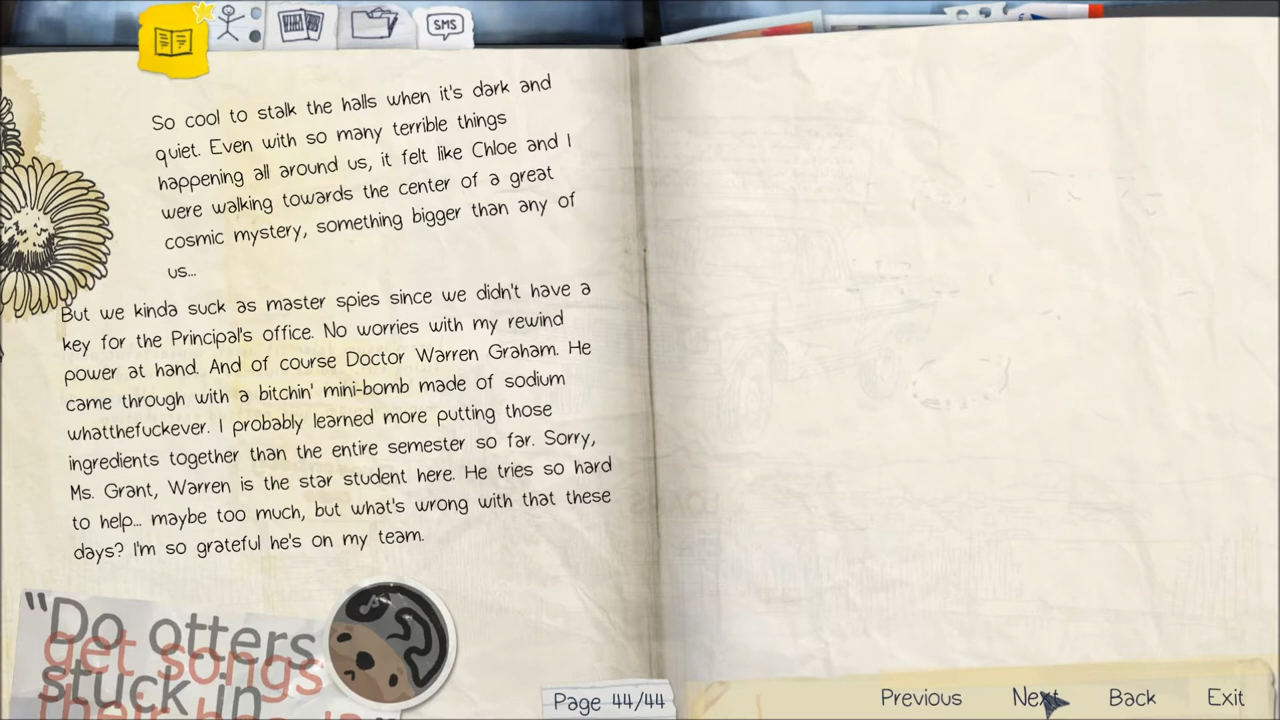 SMS
So cool to stalk the halls when it's dark and
quiet. Even with so many terrible things
happening all around us, it felt like Chloe and I
were walking towards the center of a great
cosmic mystery, something bigger than any of
us...
But we kinda suck as master spies since we didn't have a
key for the Principal's office. No worries with my rewind
power at hand. And of course Doctor Warren Graham. He
came through with a bitchin' mini-bomb made of sodium
whatthefuckever. I probably learned more putting those
ingredients together than the entire semester so far. Sorry,
Ms. Grant, Warren is the star student here. He tries so hard
to help... maybe too much, but what's wrong with that these
days? I'm so grateful he's on my team.
"Do otters
get songs
stuck in
Page 44/44
Previous Next Back Exit